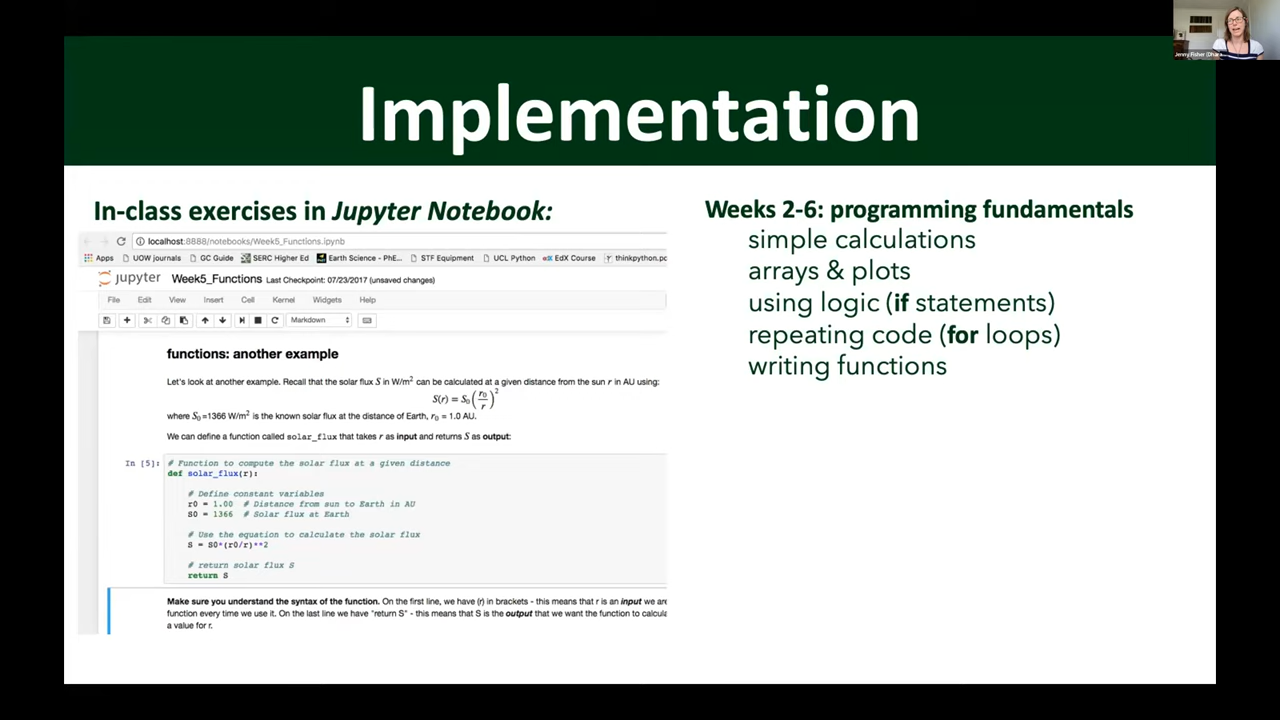 Jenny Fisher
Implementation
In-class exercises in Jupyter Notebook:
localhost:8888/notebooks/Week5_Functions.ipynb
Apps UOW journals GC Guide SERC Higher Ed Earth Science - PhE... STF Equipment UCL Python EdX Course thinkpython.pd
jupyter Week5_Functions Last Checkpoint: 07/23/2017 (unsaved changes)
File Edit View Insert Cell Kernel Widgets Help
Markdown
functions: another example
Let's look at another example. Recall that the solar flux S in W/m² can be calculated at a given distance from the sun r in AU using:
S(r) = S₀(r₀/r)²
where S₀=1366 W/m² is the known solar flux at the distance of Earth, r₀ = 1.0 AU.
We can define a function called solar_flux that takes r as input and returns S as output:
In [5]: # Function to compute the solar flux at a given distance
def solar_flux(r):
# Define constant variables
r0 = 1.00 # Distance from sun to Earth in AU
S0 = 1366 # Solar flux at Earth
# Use the equation to calculate the solar flux
S = S0*(r0/r)**2
# return solar flux S
return S
Make sure you understand the syntax of the function. On the first line, we have (r) in brackets - this means that r is an input we are
function every time we use it. On the last line we have "return S" - this means that S is the output that we want the function to calcula
a value for r.
Weeks 2-6: programming fundamentals
simple calculations
arrays & plots
using logic (if statements)
repeating code (for loops)
writing functions